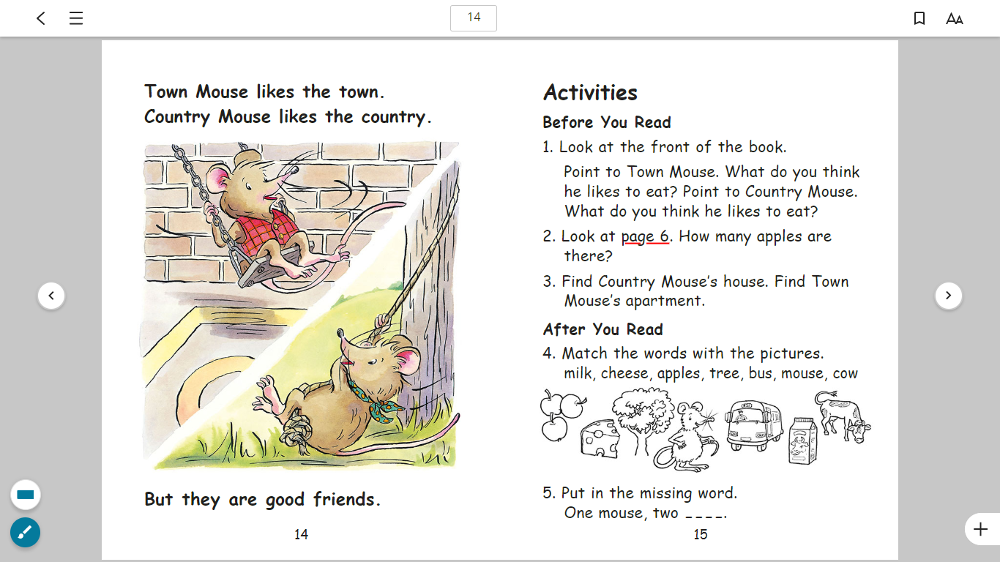 14
AA
Town Mouse likes the town.
Country Mouse likes the country.
But they are good friends.
14
Activities
Before You Read
1. Look at the front of the book.
Point to Town Mouse. What do you think
he likes to eat? Point to Country Mouse.
What do you think he likes to eat?
2. Look at page 6. How many apples are
there?
3. Find Country Mouse's house. Find Town
Mouse's apartment.
After You Read
4. Match the words with the pictures.
milk, cheese, apples, tree, bus, mouse, cow
5. Put in the missing word.
One mouse, two _ _ _ _.
15